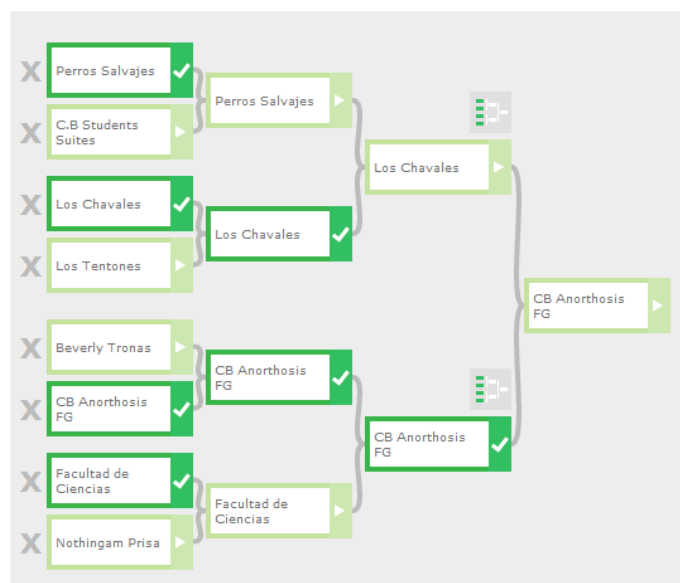 X
Perros Salvajes
X
C.B Students
Suites
X
Los Chavales
X
Los Tentones
X
Beverly Tronas
X
CB Anorthosis
FG
X
Facultad de
Ciencias
X
Nothingam Prisa
Perros Salvajes
Los Chavales
CB Anorthosis
FG
Facultad de
Ciencias
Los Chavales
CB Anorthosis
FG
CB Anorthosis
FG